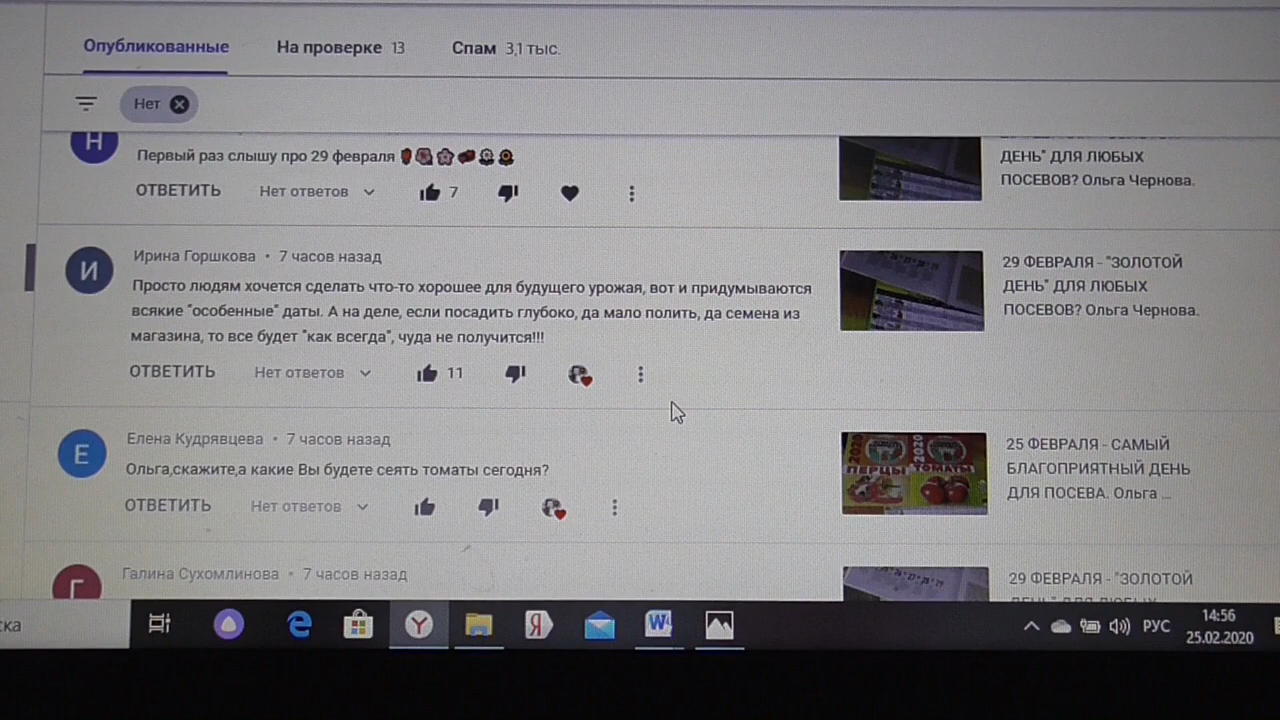 Опубликованные На проверке 13 Спам 3,1 тыс.
Нет
Н
Первый раз слышу про 29 февраля
ДЕНЬ" ДЛЯ ЛЮБЫХ
ПОСЕВОВ? Ольга Чернова.
ОТВЕТИТЬ Нет ответов 7
И
Ирина Горшкова • 7 часов назад
Просто людям хочется сделать что-то хорошее для будущего урожая, вот и придумываются
всякие "особенные" даты. А на деле, если посадить глубоко, да мало полить, да семена из
магазина, то все будет "как всегда", чуда не получится!!!
29 ФЕВРАЛЯ - "ЗОЛОТОЙ
ДЕНЬ" ДЛЯ ЛЮБЫХ
ПОСЕВОВ? Ольга Чернова.
ОТВЕТИТЬ Нет ответов 11
Е
Елена Кудрявцева • 7 часов назад
Ольга,скажите,а какие Вы будете сеять томаты сегодня?
2020 2020
ПЕРЦЫ ТОМАТЫ
25 ФЕВРАЛЯ - САМЫЙ
БЛАГОПРИЯТНЫЙ ДЕНЬ
ДЛЯ ПОСЕВА. Ольга ...
ОТВЕТИТЬ Нет ответов
Г
Галина Сухомлинова • 7 часов назад
29 ФЕВРАЛЯ - "ЗОЛОТОЙ
ска
РУС
14:56
25.02.2020